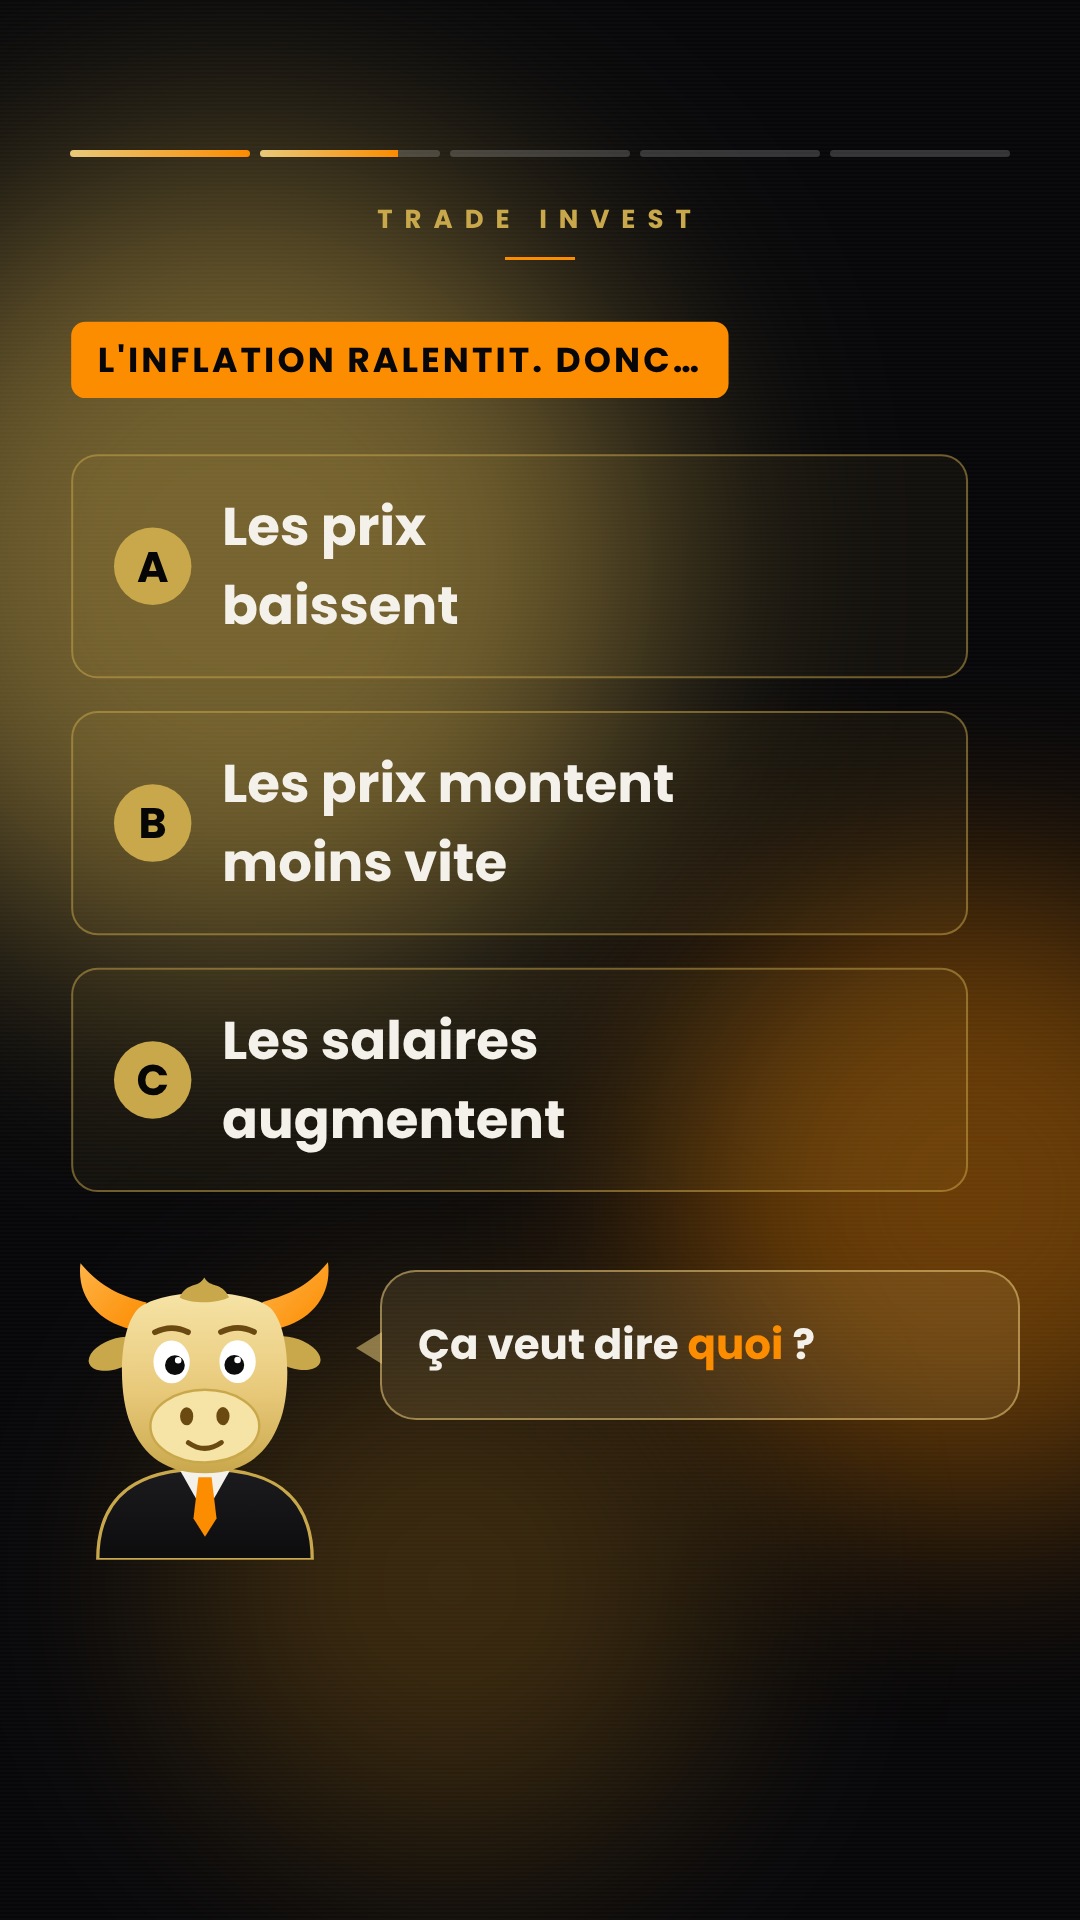 TRADE INVEST
L'INFLATION RALENTIT. DONC...
A
Les prix
baissent
B
Les prix montent
moins vite
C
Les salaires
augmentent
Ça veut dire quoi ?